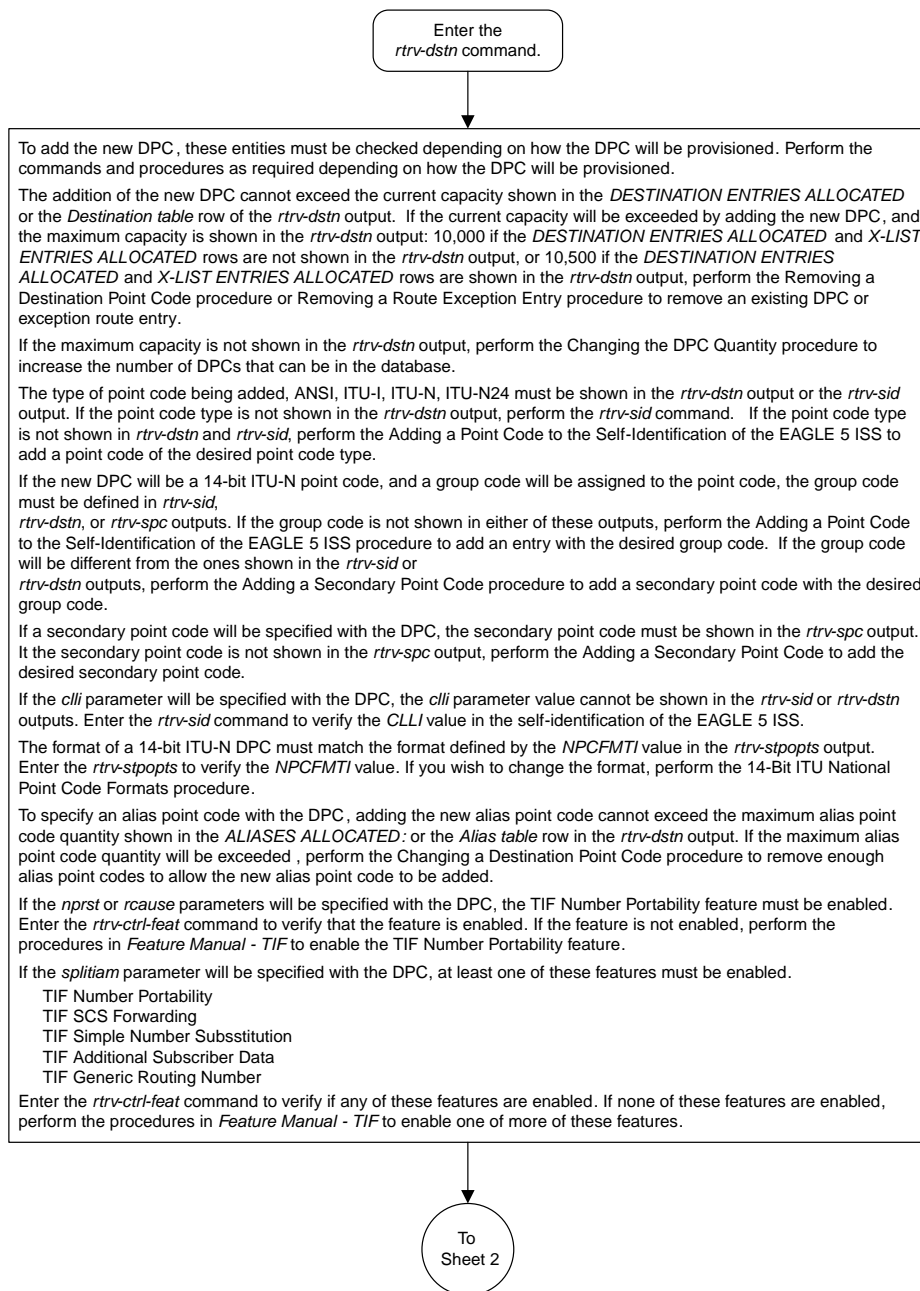 Enter the
rtrv-dstn command.
To add the new DPC, these entities must be checked depending on how the DPC will be provisioned. Perform the
commands and procedures as required depending on how the DPC will be provisioned.
The addition of the new DPC cannot exceed the current capacity shown in the DESTINATION ENTRIES ALLOCATED
or the Destination table row of the rtrv-dstn output. If the current capacity will be exceeded by adding the new DPC, and
the maximum capacity is shown in the rtrv-dstn output: 10,000 if the DESTINATION ENTRIES ALLOCATED and X-LIST
ENTRIES ALLOCATED rows are not shown in the rtrv-dstn output, or 10,500 if the DESTINATION ENTRIES
ALLOCATED and X-LIST ENTRIES ALLOCATED rows are shown in the rtrv-dstn output, perform the Removing a
Destination Point Code procedure or Removing a Route Exception Entry procedure to remove an existing DPC or
exception route entry.
If the maximum capacity is not shown in the rtrv-dstn output, perform the Changing the DPC Quantity procedure to
increase the number of DPCs that can be in the database.
The type of point code being added, ANSI, ITU-I, ITU-N, ITU-N24 must be shown in the rtrv-dstn output or the rtrv-sid
output. If the point code type is not shown in the rtrv-dstn output, perform the rtrv-sid command. If the point code type
is not shown in rtrv-dstn and rtrv-sid, perform the Adding a Point Code to the Self-Identification of the EAGLE 5 ISS to
add a point code of the desired point code type.
If the new DPC will be a 14-bit ITU-N point code, and a group code will be assigned to the point code, the group code
must be defined in rtrv-sid,
rtrv-dstn, or rtrv-spc outputs. If the group code is not shown in either of these outputs, perform the Adding a Point Code
to the Self-Identification of the EAGLE 5 ISS procedure to add an entry with the desired group code. If the group code
will be different from the ones shown in the rtrv-sid or
rtrv-dstn outputs, perform the Adding a Secondary Point Code procedure to add a secondary point code with the desired
group code.
If a secondary point code will be specified with the DPC, the secondary point code must be shown in the rtrv-spc output.
It the secondary point code is not shown in the rtrv-spc output, perform the Adding a Secondary Point Code to add the
desired secondary point code.
If the clli parameter will be specified with the DPC, the clli parameter value cannot be shown in the rtrv-sid or rtrv-dstn
outputs. Enter the rtrv-sid command to verify the CLLI value in the self-identification of the EAGLE 5 ISS.
The format of a 14-bit ITU-N DPC must match the format defined by the NPCFMTI value in the rtrv-stpopts output.
Enter the rtrv-stpopts to verify the NPCFMTI value. If you wish to change the format, perform the 14-Bit ITU National
Point Code Formats procedure.
To specify an alias point code with the DPC, adding the new alias point code cannot exceed the maximum alias point
code quantity shown in the ALIASES ALLOCATED: or the Alias table row in the rtrv-dstn output. If the maximum alias
point code quantity will be exceeded , perform the Changing a Destination Point Code procedure to remove enough
alias point codes to allow the new alias point code to be added.
If the nprst or rcause parameters will be specified with the DPC, the TIF Number Portability feature must be enabled.
Enter the rtrv-ctrl-feat command to verify that the feature is enabled. If the feature is not enabled, perform the
procedures in Feature Manual - TIF to enable the TIF Number Portability feature.
If the splitiam parameter will be specified with the DPC, at least one of these features must be enabled.
TIF Number Portability
TIF SCS Forwarding
TIF Simple Number Subsstitution
TIF Additional Subscriber Data
TIF Generic Routing Number
Enter the rtrv-ctrl-feat command to verify if any of these features are enabled. If none of these features are enabled,
perform the procedures in Feature Manual - TIF to enable one of more of these features.
To
Sheet 2